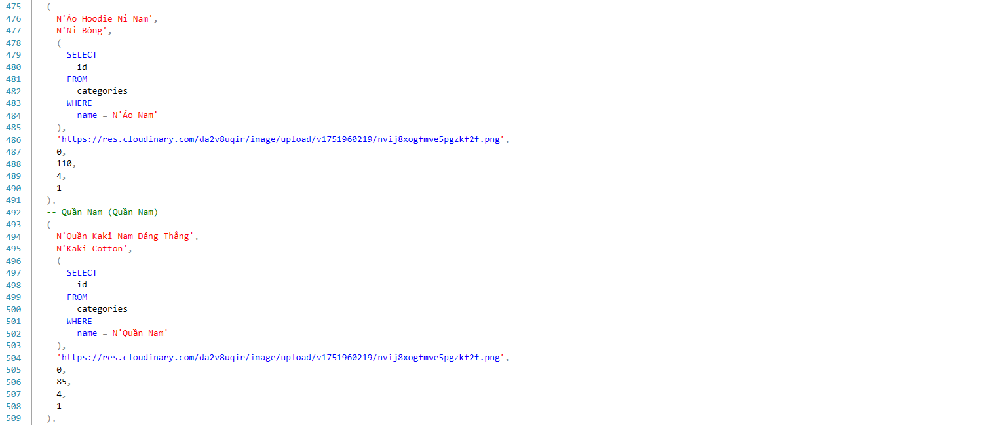 475 (
476 N'Áo Hoodie Nỉ Nam',
477 N'Nỉ Bông',
478 (
479 SELECT
480 id
481 FROM
482 categories
483 WHERE
484 name = N'Áo Nam'
485 ),
486 'https://res.cloudinary.com/da2v8uqir/image/upload/v1751960219/nvij8xogfmve5pgzkf2f.png',
487 0,
488 110,
489 4,
490 1
491 ),
492 -- Quần Nam (Quần Nam)
493 (
494 N'Quần Kaki Nam Dáng Thẳng',
495 N'Kaki Cotton',
496 (
497 SELECT
498 id
499 FROM
500 categories
501 WHERE
502 name = N'Quần Nam'
503 ),
504 'https://res.cloudinary.com/da2v8uqir/image/upload/v1751960219/nvij8xogfmve5pgzkf2f.png',
505 0,
506 85,
507 4,
508 1
509 ),